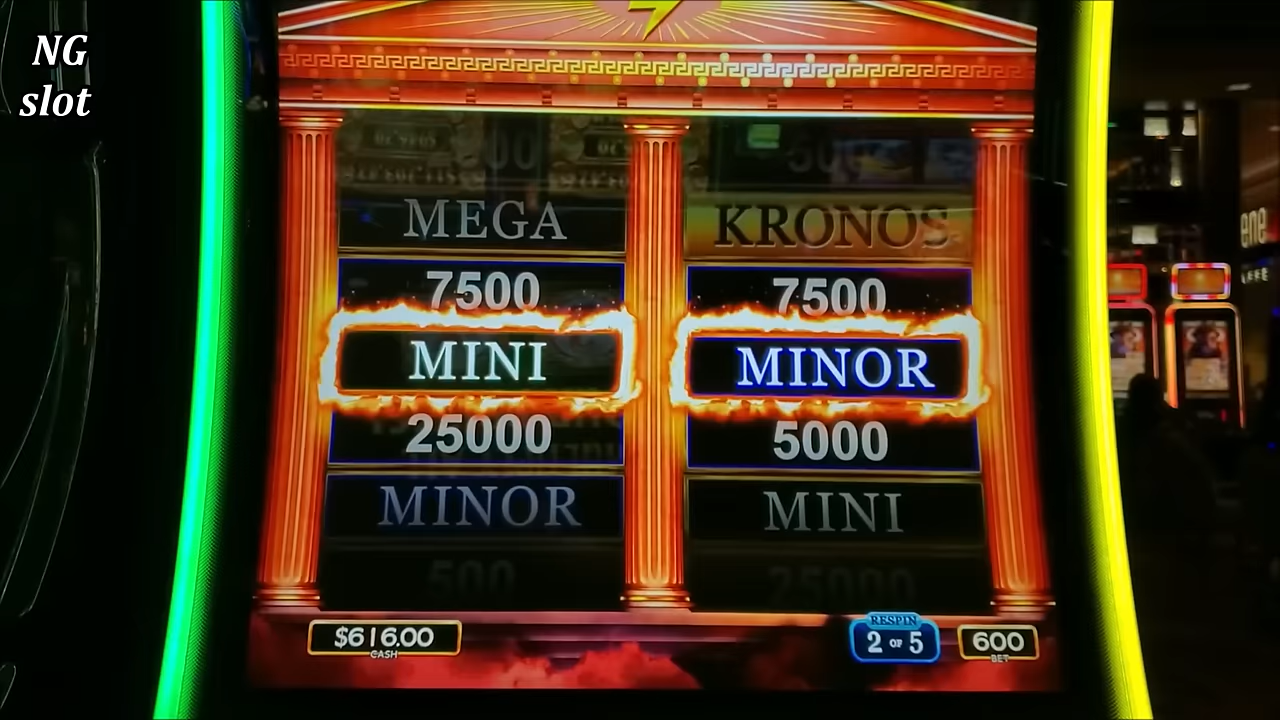 NG
slot
MEGA
KRONOS
7500
7500
MINI
MINOR
25000
5000
MINOR
MINI
500
25000
$616.00
CASH
RESPIN
2 OF 5
600
BET
ene